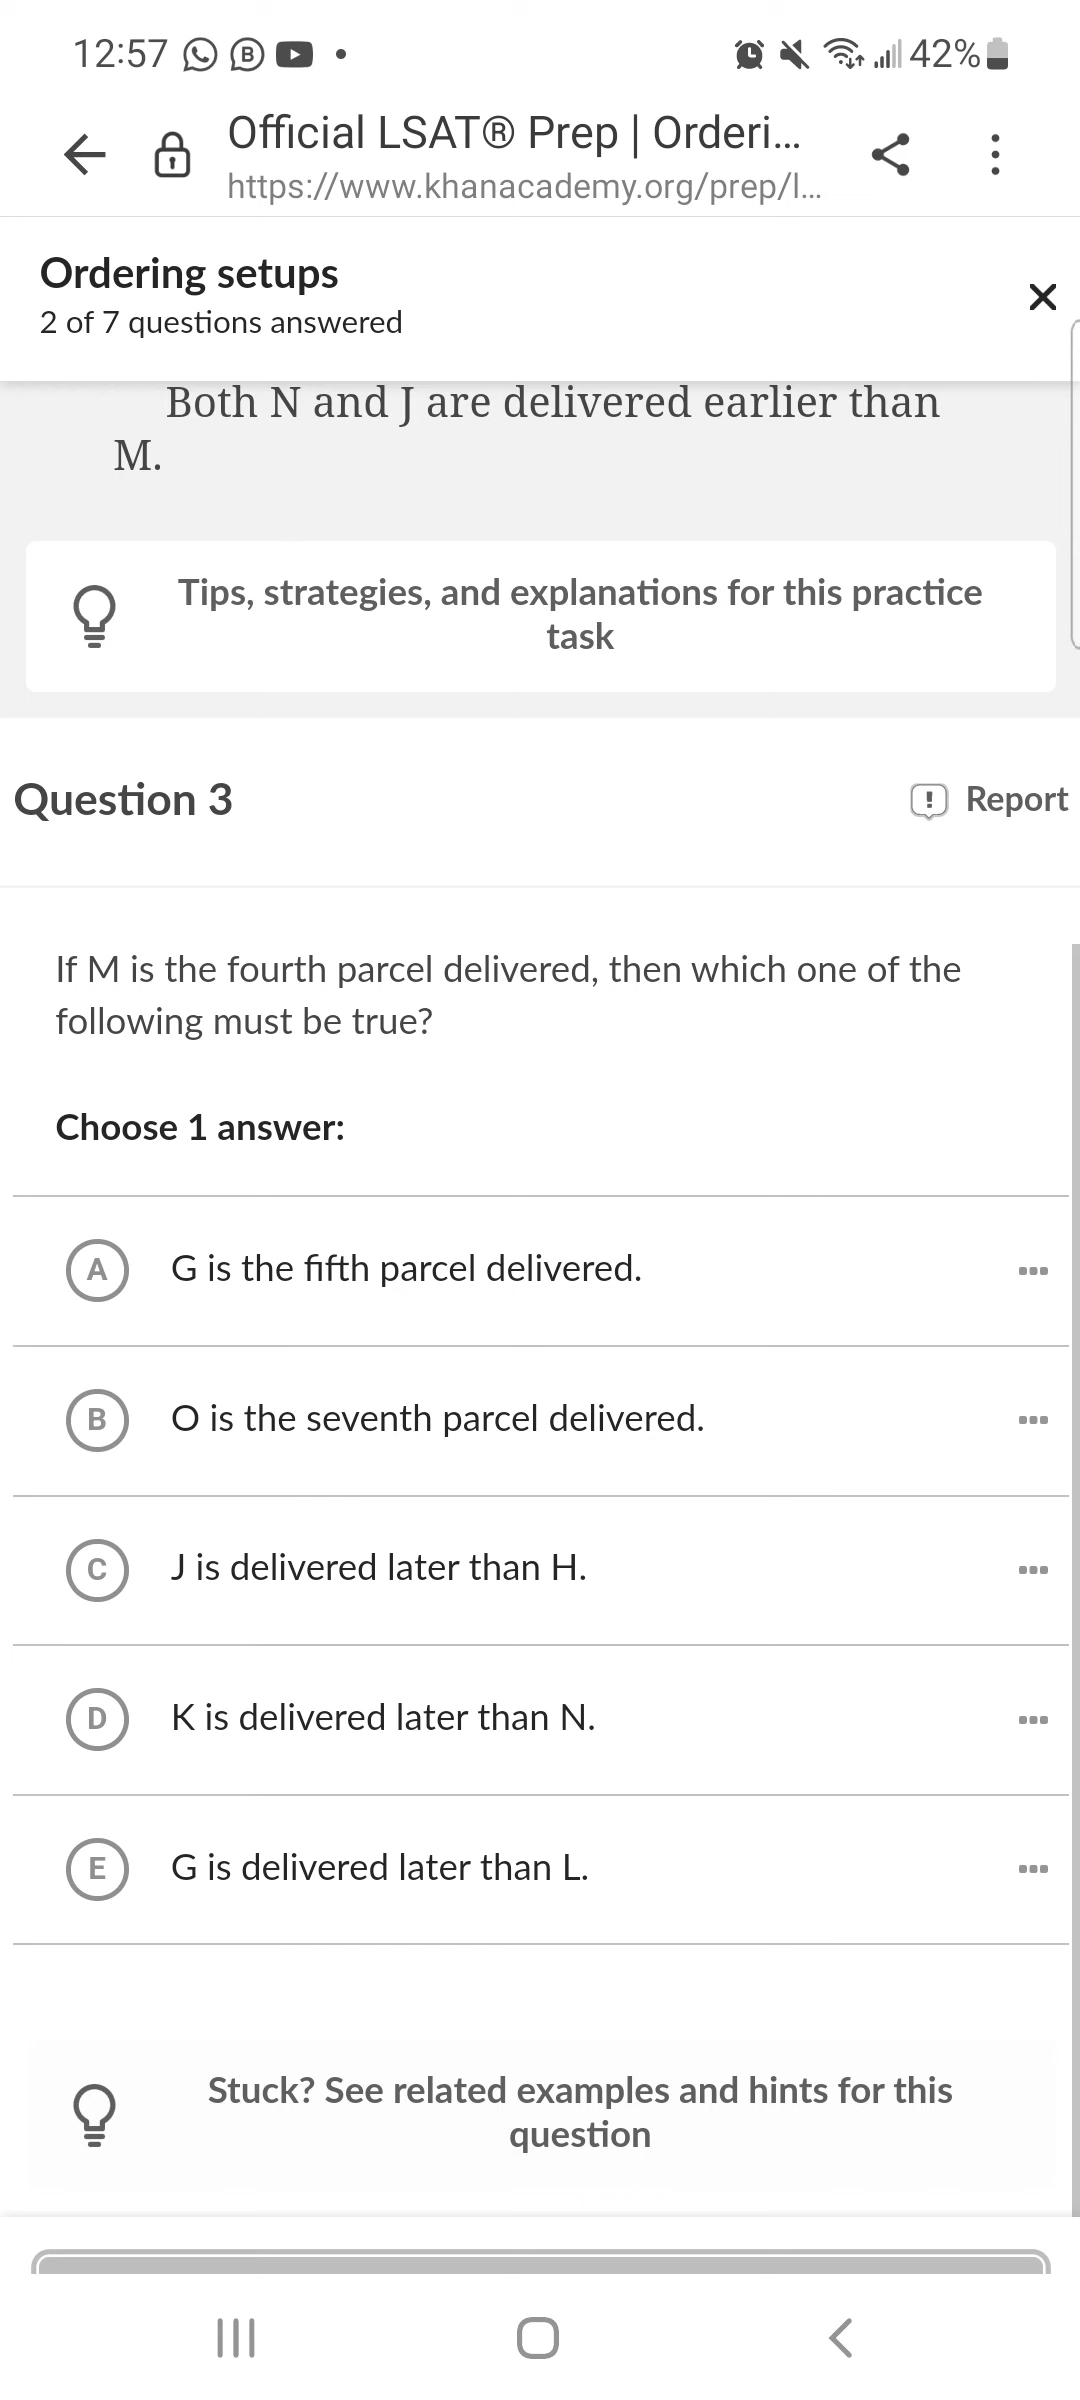 12:57 42%
Official LSAT® Prep | Orderi...
https://www.khanacademy.org/prep/l...
Ordering setups
2 of 7 questions answered
Both N and J are delivered earlier than
M.
Tips, strategies, and explanations for this practice
task
Question 3
Report
If M is the fourth parcel delivered, then which one of the
following must be true?
Choose 1 answer:
A G is the fifth parcel delivered.
B O is the seventh parcel delivered.
C J is delivered later than H.
D K is delivered later than N.
E G is delivered later than L.
Stuck? See related examples and hints for this
question